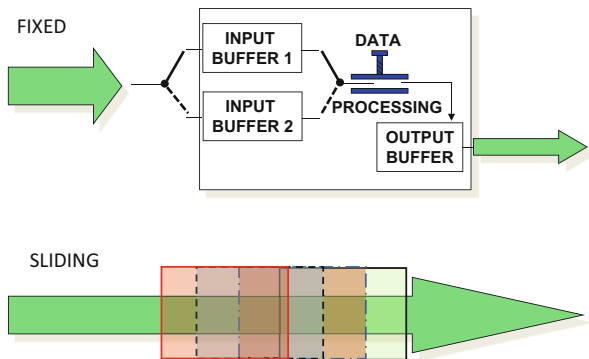 FIXED
INPUT
BUFFER 1
DATA
PROCESSING
INPUT
BUFFER 2
OUTPUT
BUFFER
SLIDING